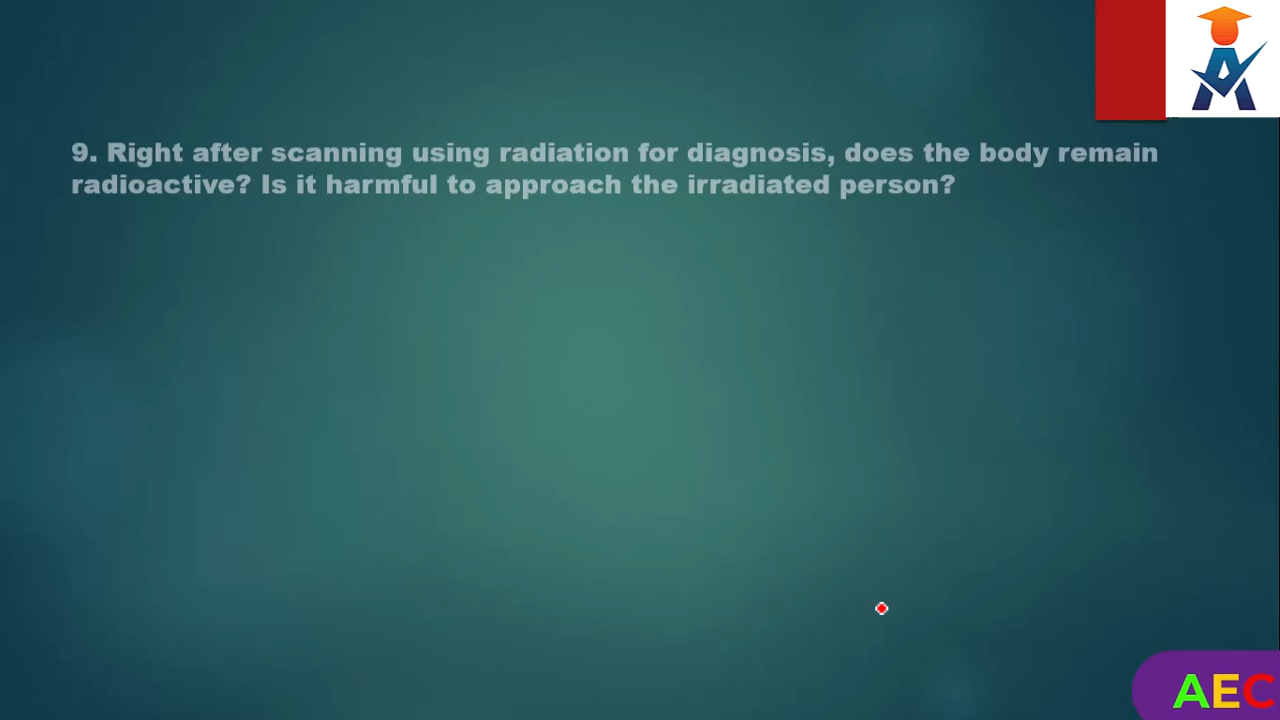 9. Right after scanning using radiation for diagnosis, does the body remain
radioactive? Is it harmful to approach the irradiated person?
AEC